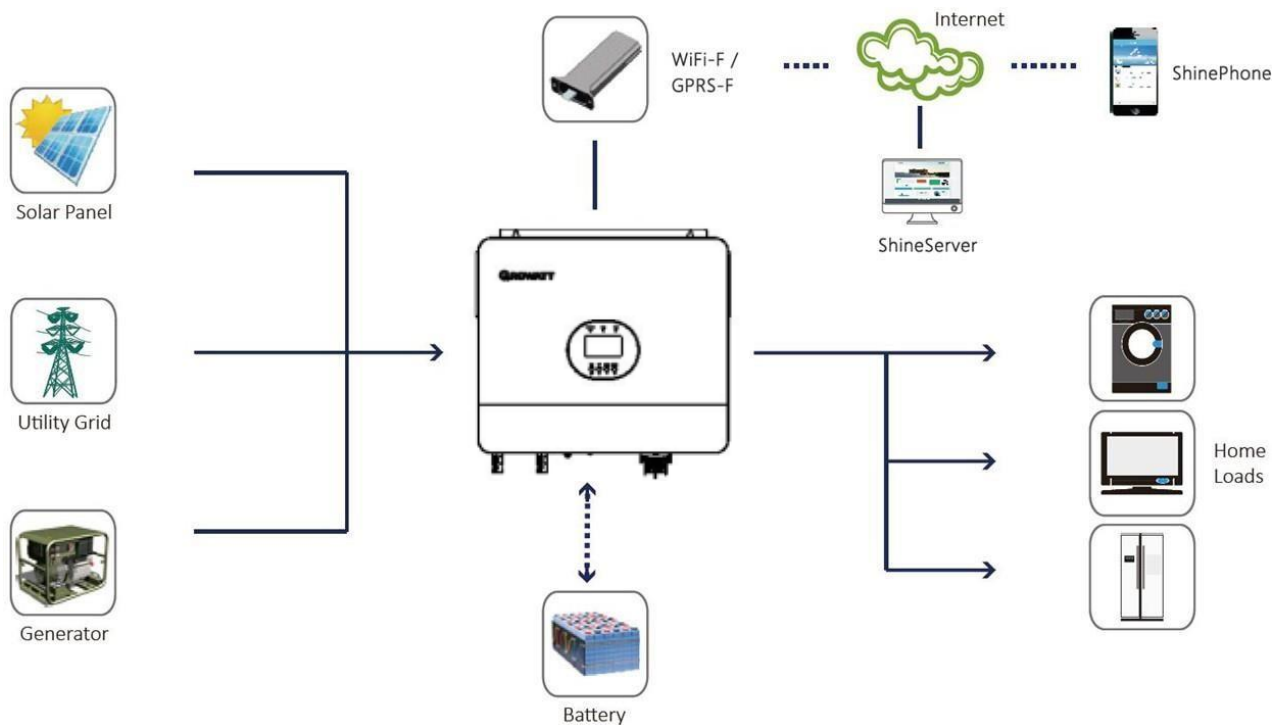 Internet
WiFi-F /
GPRS-F
ShinePhone
Solar Panel
ShineServer
GROWATT
Utility Grid
Home
Loads
Generator
Battery